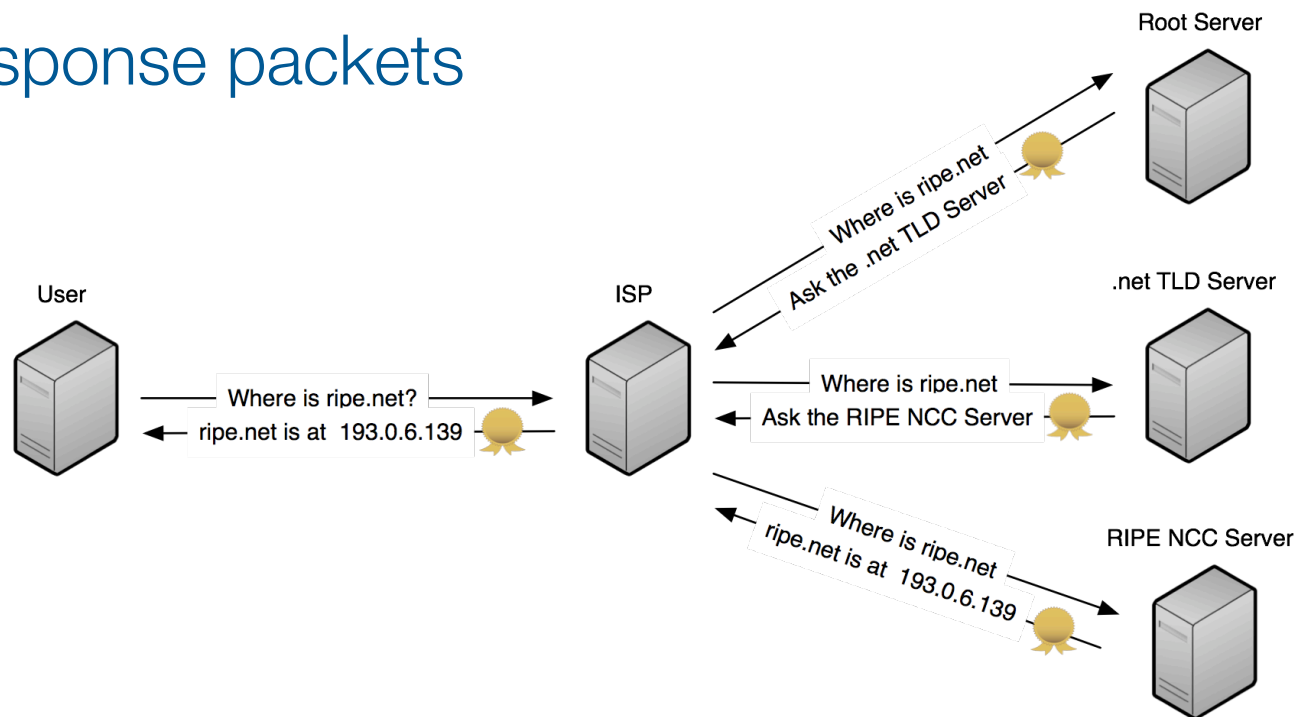 sponse packets
Root Server
Where is ripe.net
Ask the .net TLD Server
User
ISP
.net TLD Server
Where is ripe.net?
ripe.net is at 193.0.6.139
Where is ripe.net
Ask the RIPE NCC Server
Where is ripe.net
ripe.net is at 193.0.6.139
RIPE NCC Server